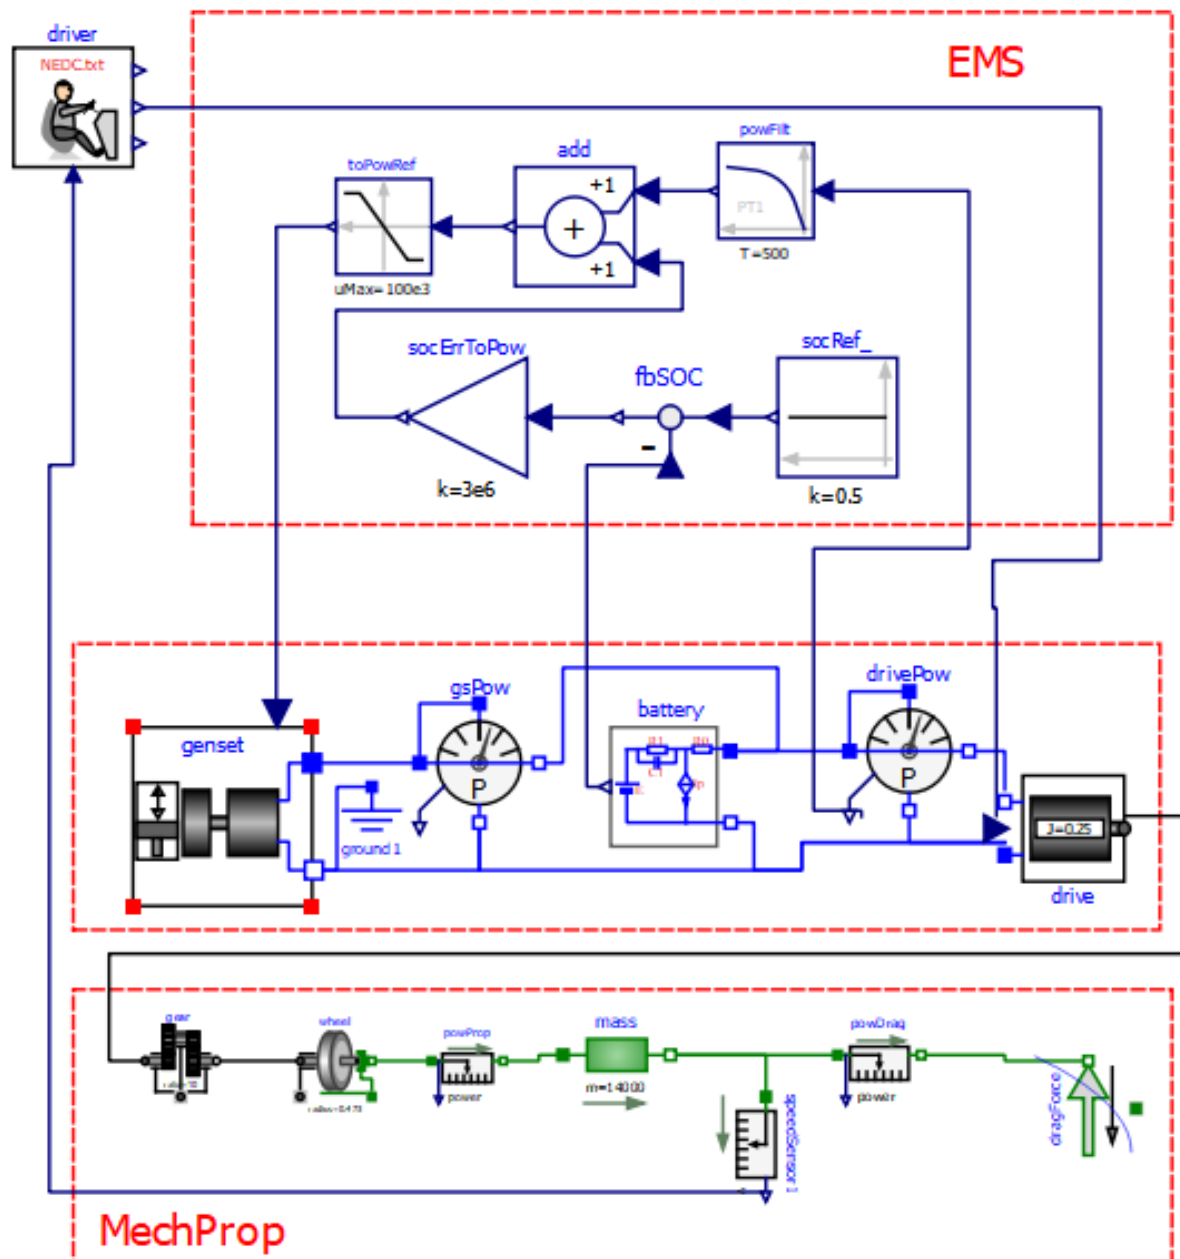 driver
NEDC.txt
EMS
powFilt
add
toPowRef
+1
PT1
+
+1
T=500
uMax=100e3
socErrToPow
fbSOC
socRef_
-
k=3e6
k=0.5
gsPow
drivePow
genset
battery
P
P
J=0.25
ground1
drive
gear
wheel
powProp
mass
powDrag
power
m=14000
power
speedSensor1
dragForce
MechProp